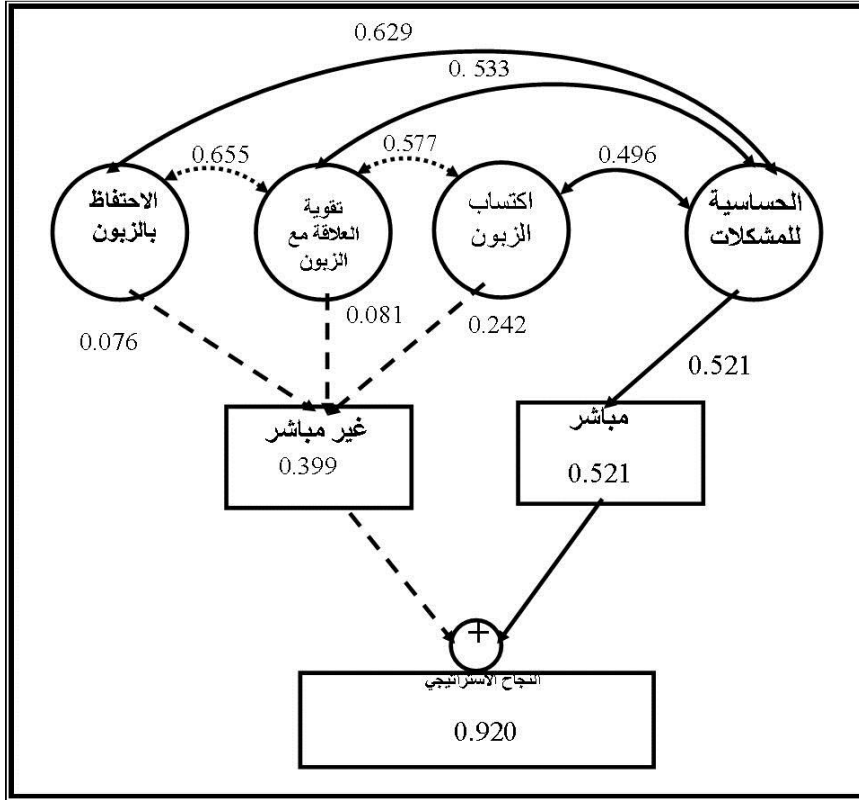 0.629
0. 533
0.655
0.577
0.496
الحساسية
للمشكلات
اكتساب
الزبون
تقوية
العلاقة مع
الزبون
الاحتفاظ
بالزبون
0.076
0.081
0.242
0.521
غير مباشر
0.399
مباشر
0.521
+
النجاح الاستراتيجي
0.920